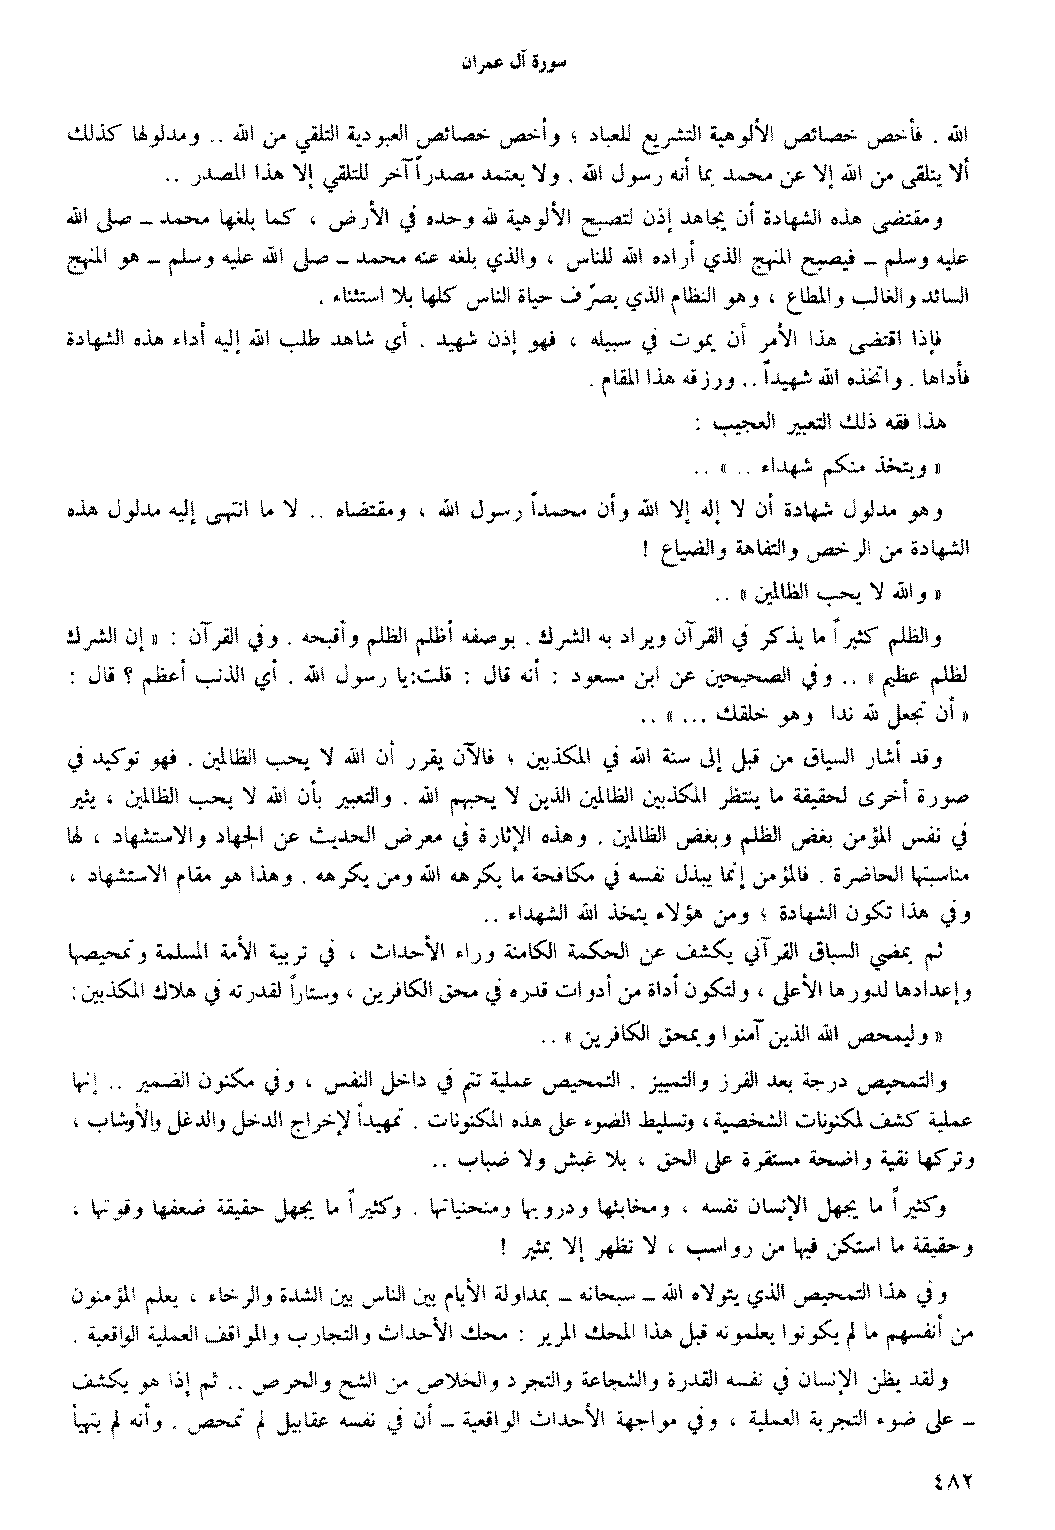 سورة آل عمران
الله . فأخص خصائص الألوهية التشريع للعباد ؛ وأخص خصائص العبودية التلقي من الله .. ومدلولها كذلك
ألا يتلقى من الله إلا عن محمد بما أنه رسول الله . ولا يعتمد مصدراً آخر للتلقي إلا هذا المصدر ..
ومقتضى هذه الشهادة أن يجاهد إذن لتصبح الألوهية لله وحده في الأرض ، كما بلغها محمد – صلى الله
عليه وسلم – فيصبح المنهج الذي أراده الله للناس ، والذي بلغه عنه محمد – صلى الله عليه وسلم – هو المنهج
السائد والغالب والمطاع ، وهو النظام الذي يصرّف حياة الناس كلها بلا استثناء .
فإذا اقتضى هذا الأمر أن يموت في سبيله ، فهو إذن شهيد . أي شاهد طلب الله إليه أداء هذه الشهادة
فأداها . واتخذه الله شهيداً .. ورزقه هذا المقام .
هذا فقه ذلك التعبير العجيب :
« ويتخذ منكم شهداء .. » ..
وهو مدلول شهادة أن لا إله إلا الله وأن محمداً رسول الله ، ومقتضاه .. لا ما انتهى إليه مدلول هذه
الشهادة من الرخص والتفاهة والضياع !
« والله لا يحب الظالمين » ..
والظلم كثيراً ما يذكر في القرآن ويراد به الشرك . بوصفه أظلم الظلم وأقبحه . وفي القرآن : « إن الشرك
لظلم عظيم » .. وفي الصحيحين عن ابن مسعود : أنه قال : قلت:يا رسول الله . أي الذنب أعظم ؟ قال :
« أن تجعل لله ندا وهو خلقك ... » ..
وقد أشار السياق من قبل إلى سنة الله في المكذبين ؛ فالآن يقرر أن الله لا يحب الظالمين . فهو توكيد في
صورة أخرى لحقيقة ما ينتظر المكذبين الظالمين الذين لا يحبهم الله . والتعبير بأن الله لا يحب الظالمين ، يثير
في نفس المؤمن بغض الظلم وبغض الظالمين . وهذه الإثارة في معرض الحديث عن الجهاد والاستشهاد ، لها
مناسبتها الحاضرة . فالمؤمن إنما يبذل نفسه في مكافحة ما يكرهه الله ومن يكرهه . وهذا هو مقام الاستشهاد ،
وفي هذا تكون الشهادة ؛ ومن هؤلاء يتخذ الله الشهداء ..
ثم يمضي السياق القرآني يكشف عن الحكمة الكامنة وراء الأحداث ، في تربية الأمة المسلمة وتمحيصها
وإعدادها لدورها الأعلى ، ولتكون أداة من أدوات قدره في محق الكافرين ، وستاراً لقدرته في هلاك المكذبين:
« وليمحص الله الذين آمنوا ويمحق الكافرين » ..
والتمحيص درجة بعد الفرز والتمييز . التمحيص عملية تتم في داخل النفس ، وفي مكنون الضمير .. إنها
عملية كشف لمكنونات الشخصية، وتسليط الضوء على هذه المكنونات . تمهيداً لإخراج الدخل والدغل والأوشاب ،
وتركها نقية واضحة مستقرة على الحق ، بلا غبش ولا ضباب ..
وكثيراً ما يجهل الإنسان نفسه ، ومخابئها ودروبها ومنحنياتها . وكثيراً ما يجهل حقيقة ضعفها وقوتها ،
وحقيقة ما استكن فيها من رواسب ، لا تظهر إلا بمثير !
وفي هذا التمحيص الذي يتولاه الله – سبحانه – بمداولة الأيام بين الناس بين الشدة والرخاء ، يعلم المؤمنون
من أنفسهم ما لم يكونوا يعلمونه قبل هذا المحك المرير : محك الأحداث والتجارب والمواقف العملية الواقعية .
ولقد يظن الإنسان في نفسه القدرة والشجاعة والتجرد والخلاص من الشح والحرص .. ثم إذا هو يكشف
– على ضوء التجربة العملية ، وفي مواجهة الأحداث الواقعية – أن في نفسه عقابيل لم تمحص . وأنه لم يتهيأ
٤٨٢